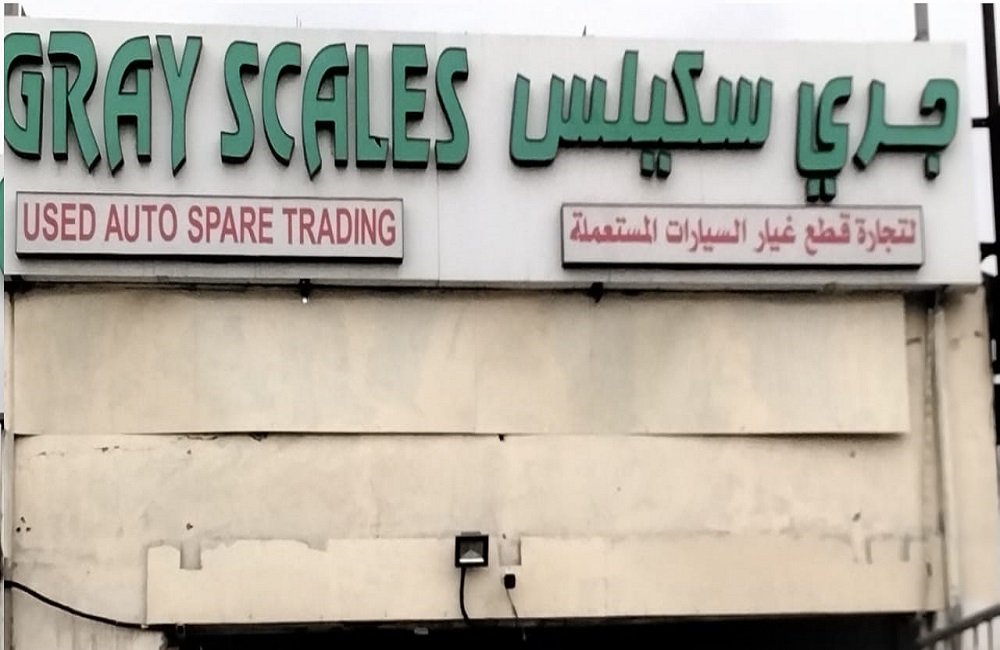 GRAY SCALES
جري سكيلس
USED AUTO SPARE TRADING
لتجارة قطع غيار السيارات المستعملة